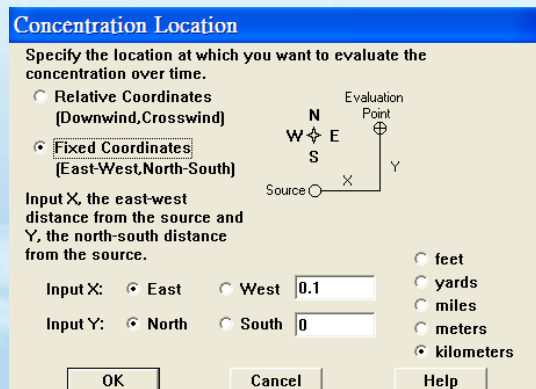 Concentration Location
Specify the location at which you want to evaluate the
concentration over time.
Relative Coordinates
(Downwind,Crosswind)
Fixed Coordinates
(East-West,North-South)
Input X, the east-west
distance from the source and
Y, the north-south distance
from the source.
Evaluation
Point
N
W E
S
Y
X
Source
Input X: East West 0.1
Input Y: North South 0
feet
yards
miles
meters
kilometers
OK Cancel Help